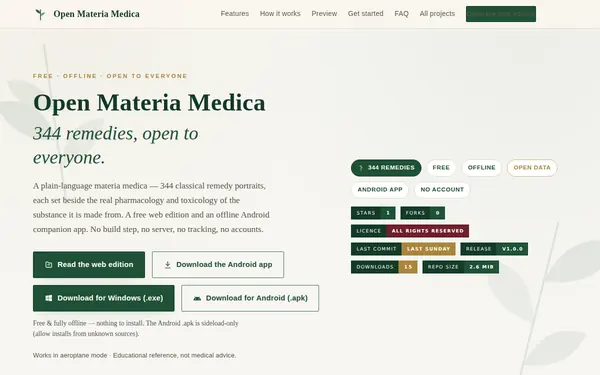 Open Materia Medica
Features How it works Preview Get started FAQ All projects
FREE · OFFLINE · OPEN TO EVERYONE
Open Materia Medica
344 remedies, open to
everyone.
A plain-language materia medica — 344 classical remedy portraits,
each set beside the real pharmacology and toxicology of the
substance it is made from. A free web edition and an offline Android
companion app. No build step, no server, no tracking, no accounts.
Read the web edition Download the Android app
Download for Windows (.exe) Download for Android (.apk)
Free & fully offline — nothing to install. The Android .apk is sideload-only
(allow installs from unknown sources).
Works in aeroplane mode · Educational reference, not medical advice.
344 REMEDIES FREE OFFLINE OPEN DATA
ANDROID APP NO ACCOUNT
STARS 1 FORKS 0
LICENCE ALL RIGHTS RESERVED
LAST COMMIT LAST SUNDAY RELEASE V1.0.0
DOWNLOADS 15 REPO SIZE 2.6 MIB